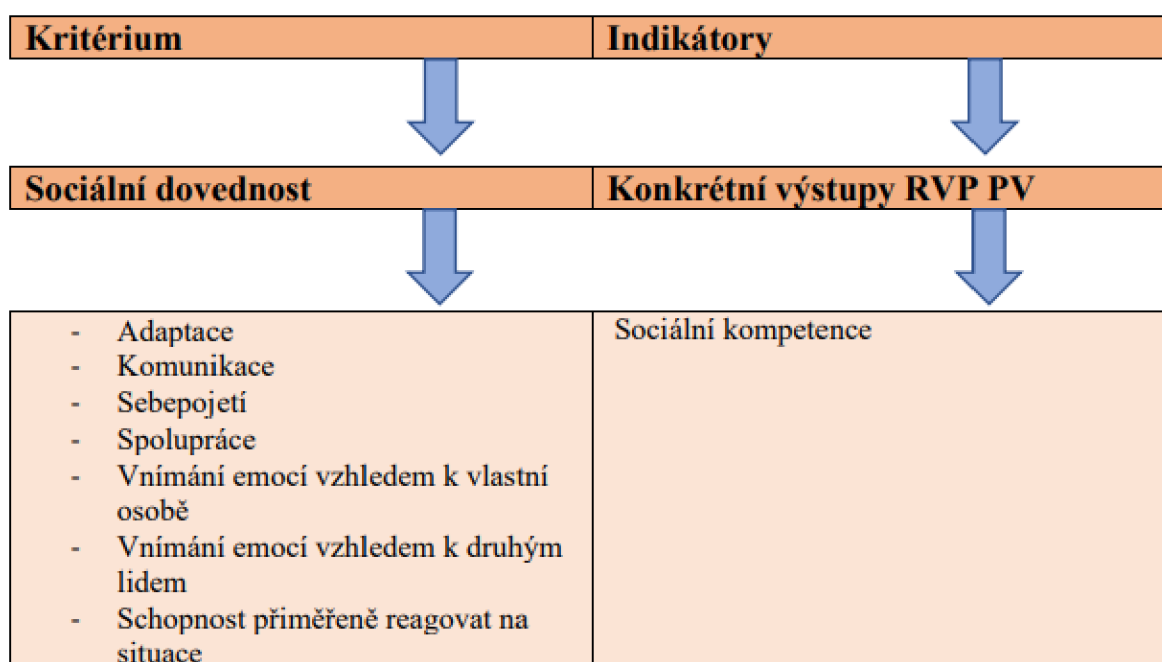 Kritérium
Indikátory
Sociální dovednost
Konkrétní výstupy RVP PV
- Adaptace
- Komunikace
- Sebepojetí
- Spolupráce
- Vnímání emocí vzhledem k vlastní
osobě
- Vnímání emocí vzhledem k druhým
lidem
- Schopnost přiměřeně reagovat na
situace
Sociální kompetence